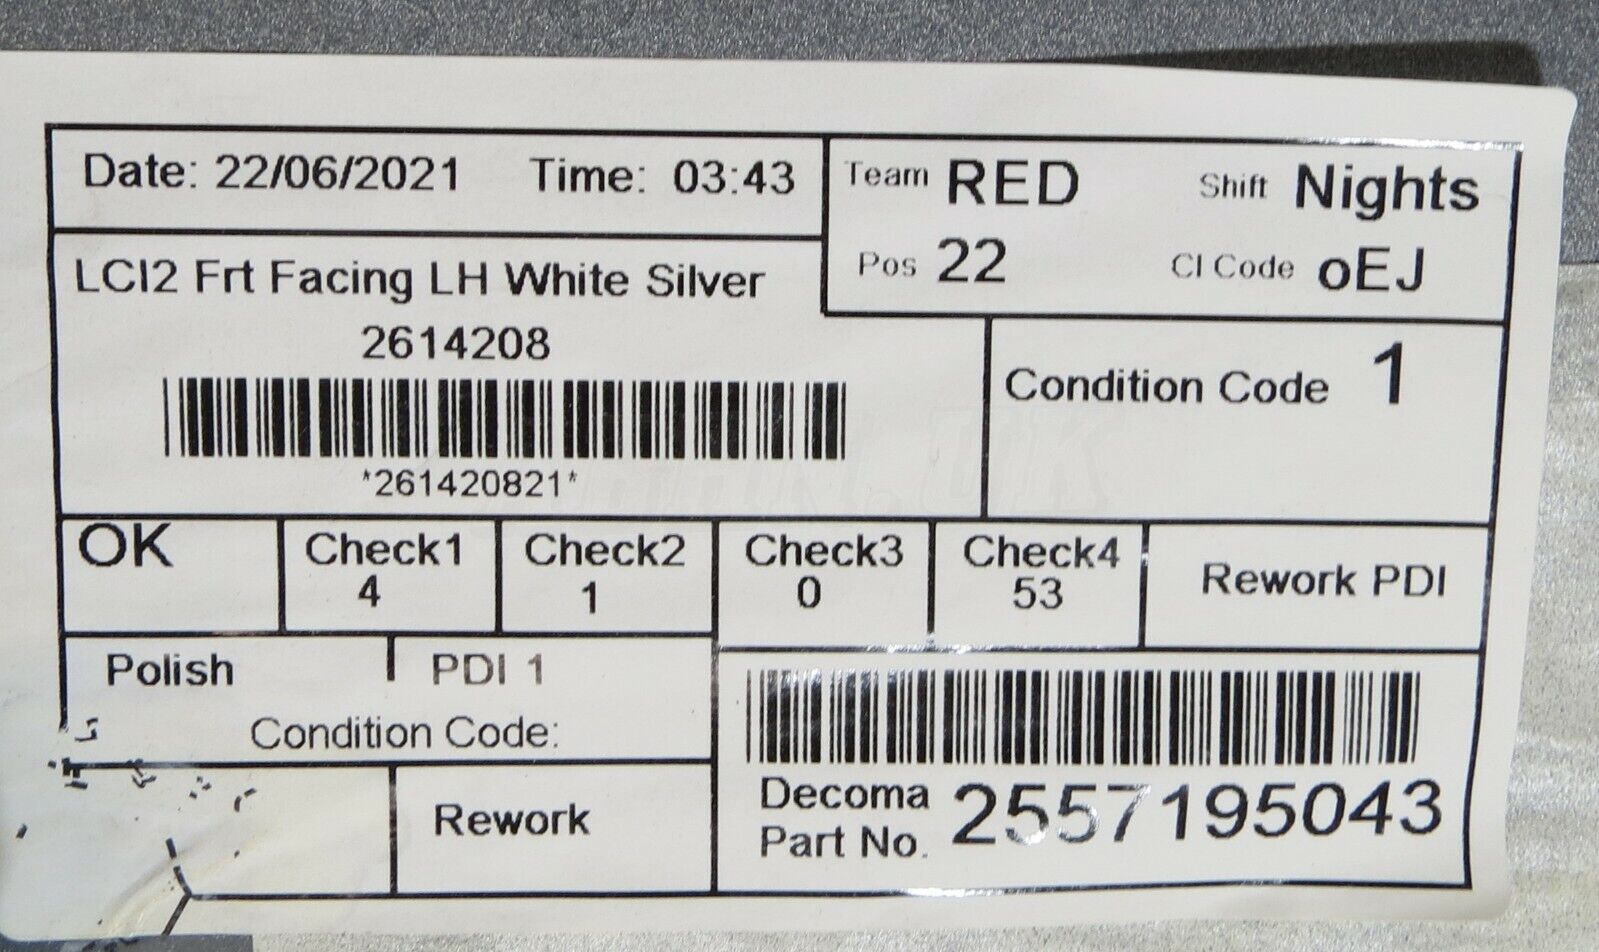 Date: 22/06/2021 Time: 03:43
Team RED Shift Nights
Pos 22 CI Code oEJ
LCI2 Frt Facing LH White Silver
2614208
*261420821*
Condition Code 1
OK Check1 Check2 Check3 Check4 Rework PDI
4 1 0 53
Polish PDI 1
Condition Code:
Rework
Decoma
Part No. 2557195043